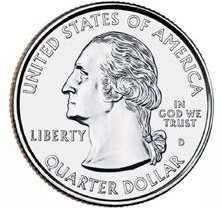 UNITED STATES OF AMERICA
LIBERTY
IN
GOD WE
TRUST
D
QUARTER DOLLAR